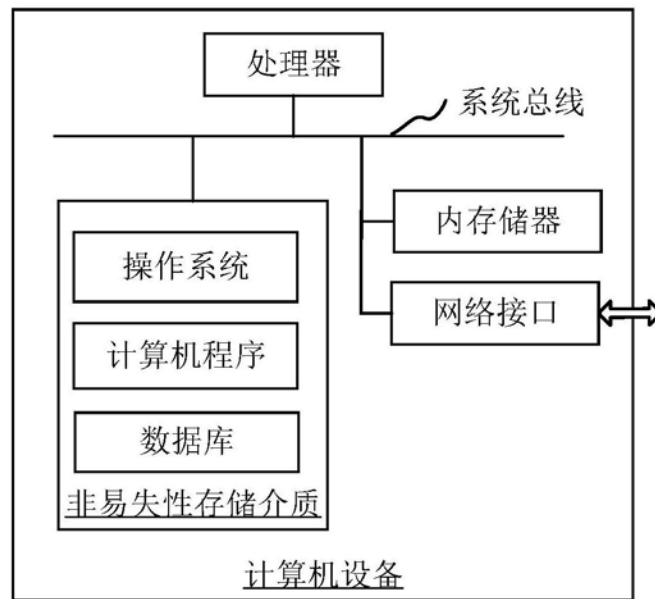 处理器
系统总线
内存储器
操作系统
网络接口
计算机程序
数据库
非易失性存储介质
计算机设备